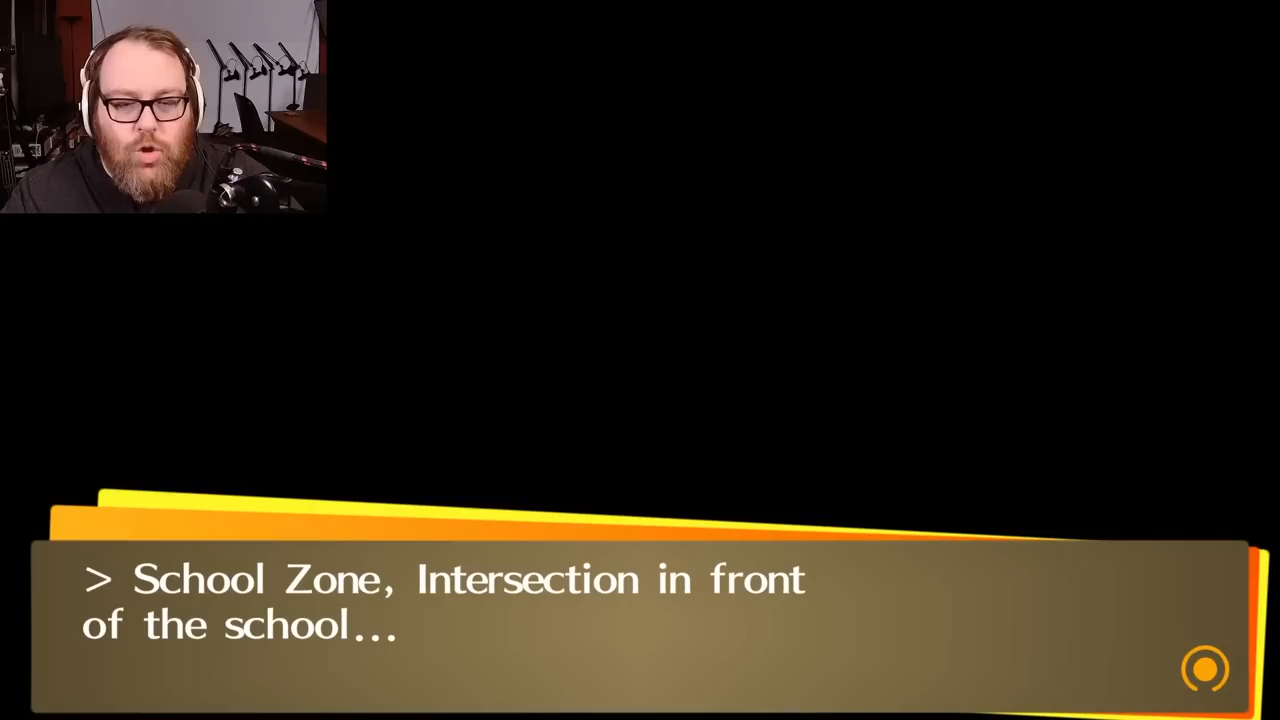 > School Zone, Intersection in front
of the school...